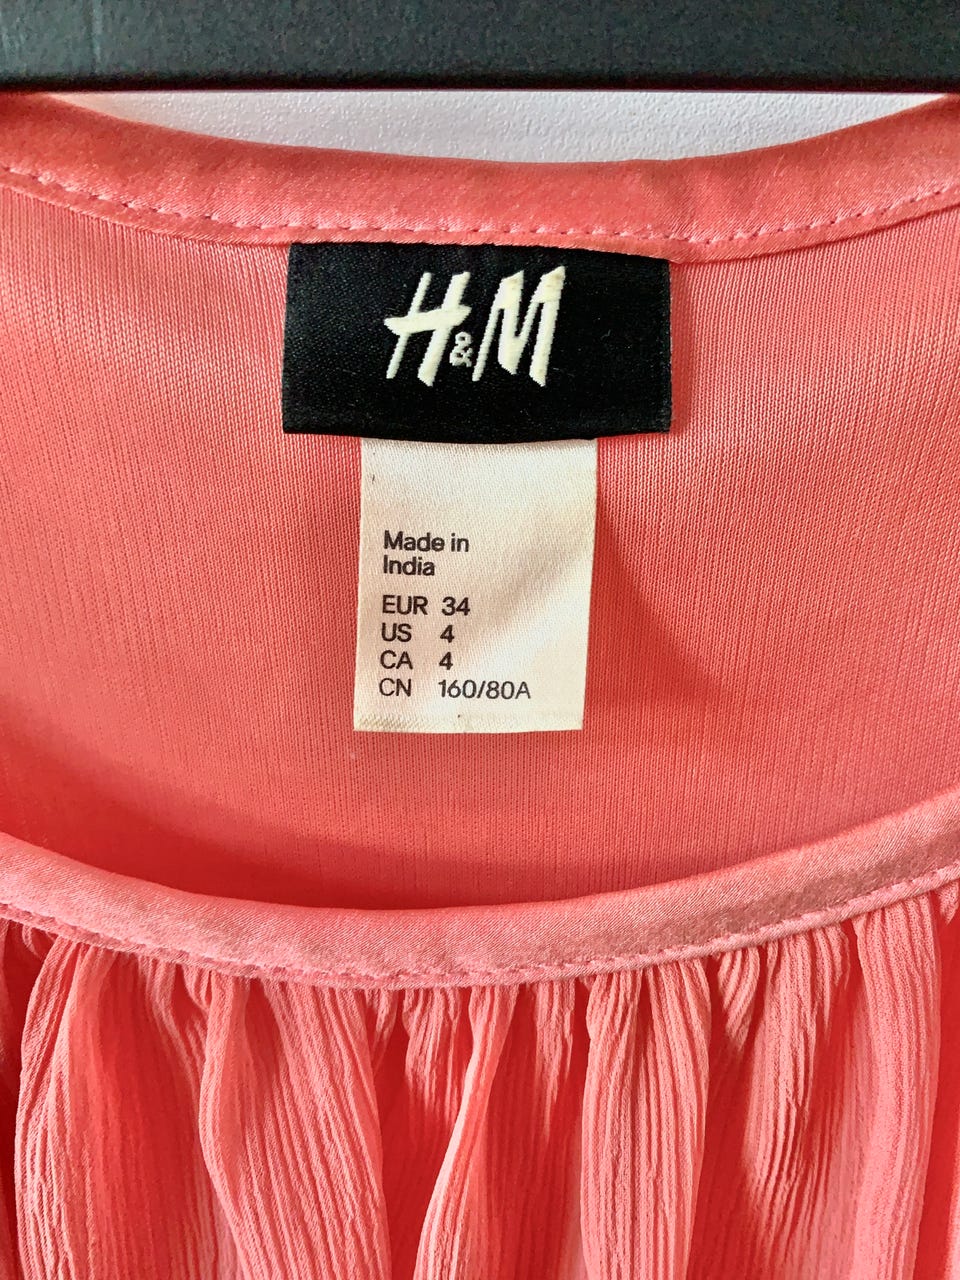 H&M
Made in
India
EUR 34
US 4
CA 4
CN 160/80A